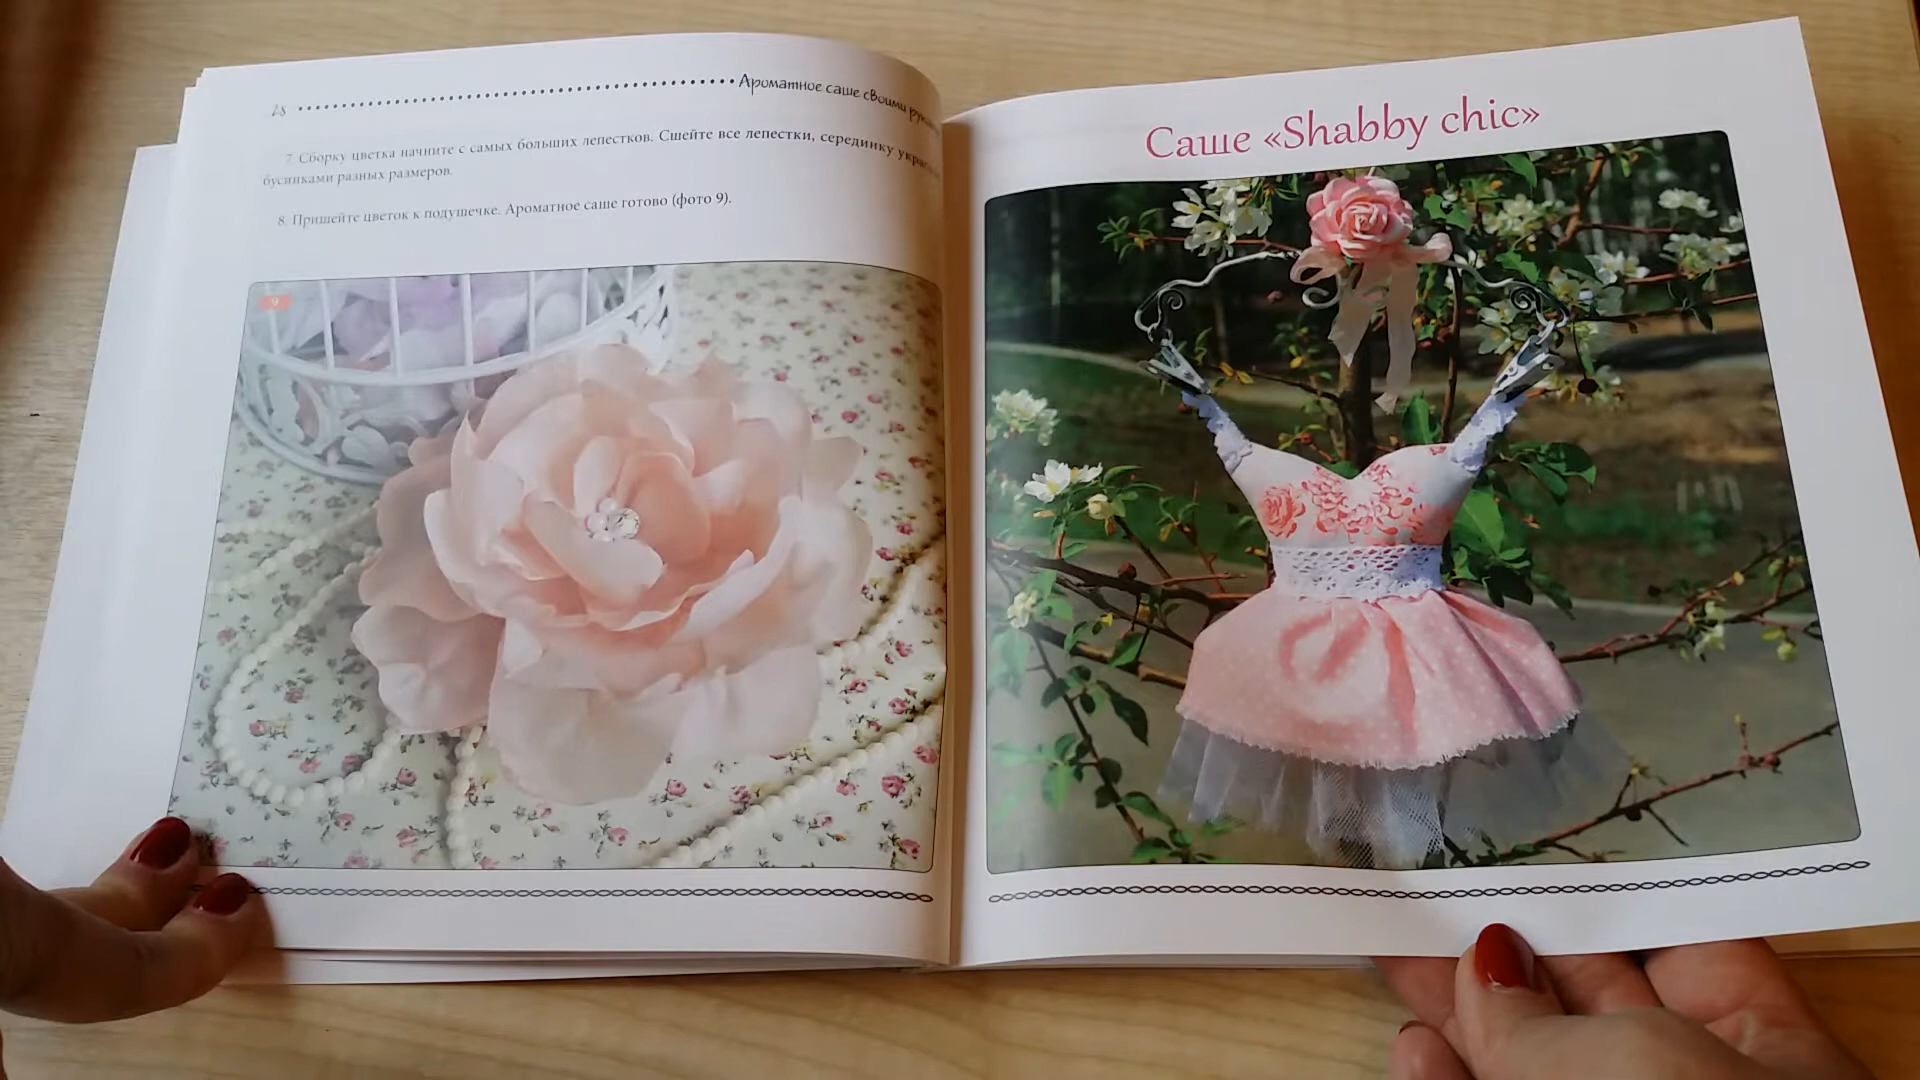 28 Ароматное саше своими
7. Сборку цветка начните с самых больших лепестков. Сшейте все лепестки, серединку
бусинками разных размеров.
8. Пришейте цветок к подушечке. Ароматное саше готово (фото 9).
9
Саше «Shabby chic»